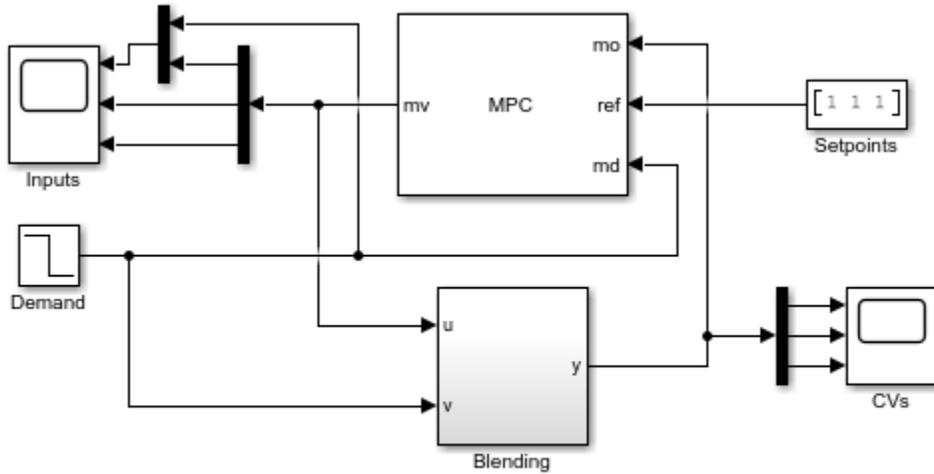 mo
mv
MPC
ref
[1 1 1]
Inputs
Setpoints
md
Demand
u
y
v
CVs
Blending